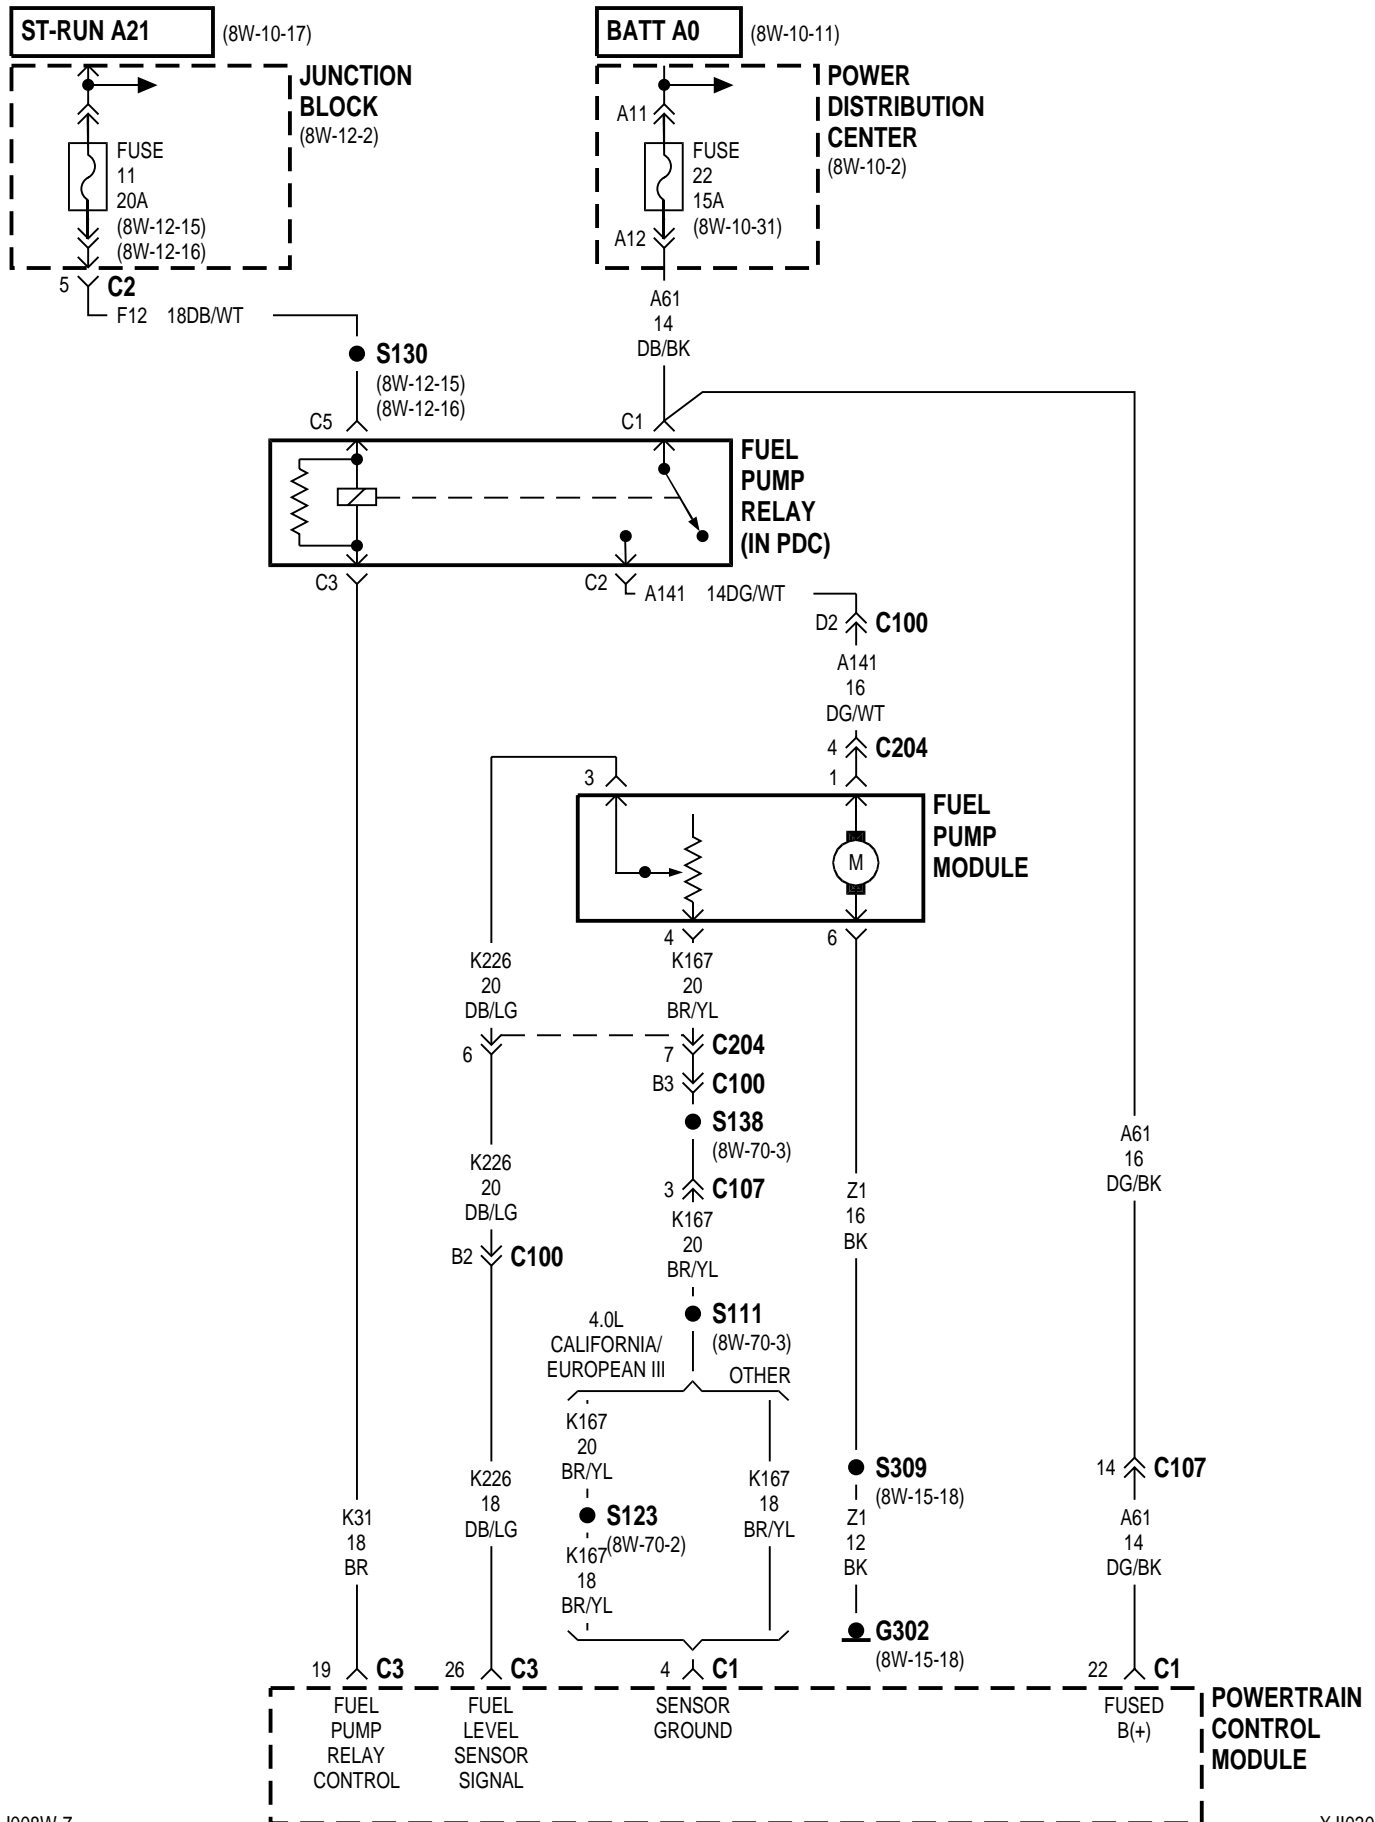 ST-RUN A21
(8W-10-17)
BATT A0
(8W-10-11)
JUNCTION
BLOCK
(8W-12-2)
FUSE
11
20A
(8W-12-15)
(8W-12-16)
5
C2
F12 18DB/WT
S130
(8W-12-15)
(8W-12-16)
POWER
DISTRIBUTION
CENTER
(8W-10-2)
A11
FUSE
22
15A
(8W-10-31)
A12
A61
14
DB/BK
C5
C1
FUEL
PUMP
RELAY
(IN PDC)
C3
C2
A141 14DG/WT
D2
C100
A141
16
DG/WT
4
C204
3
1
FUEL
PUMP
MODULE
M
4
6
K226
20
DB/LG
K167
20
BR/YL
6
7
C204
B3
C100
S138
(8W-70-3)
K226
20
DB/LG
3
C107
K167
20
BR/YL
B2
C100
S111
(8W-70-3)
4.0L
CALIFORNIA/
EUROPEAN III
OTHER
K167
20
BR/YL
S123
(8W-70-2)
K167
18
BR/YL
K167
18
BR/YL
K226
18
DB/LG
K31
18
BR
Z1
16
BK
S309
(8W-15-18)
Z1
12
BK
G302
(8W-15-18)
A61
16
DG/BK
14
C107
A61
14
DG/BK
19
C3
26
C3
4
C1
22
C1
FUEL
PUMP
RELAY
CONTROL
FUEL
LEVEL
SENSOR
SIGNAL
SENSOR
GROUND
FUSED
B(+)
POWERTRAIN
CONTROL
MODULE